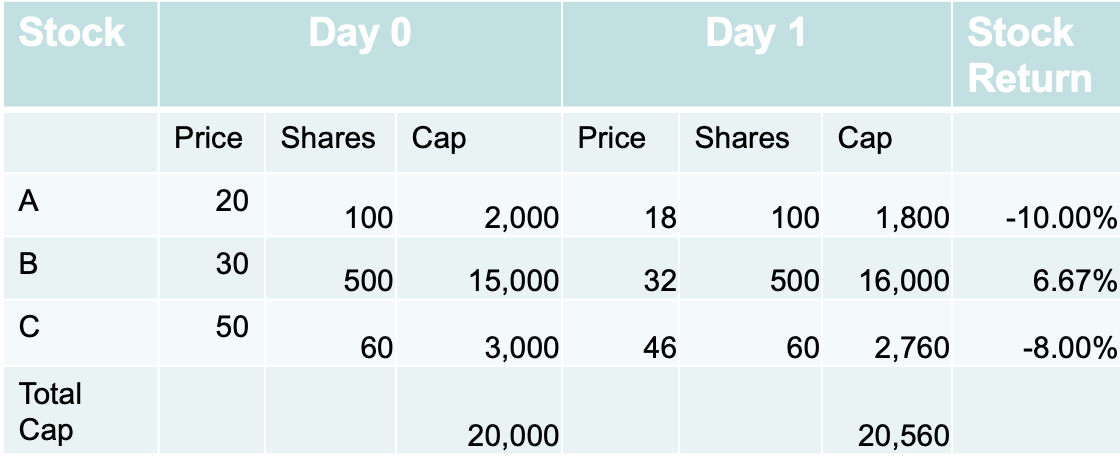 Stock Day 0 Day 1 Stock
Return
Price Shares Cap Price Shares Cap
A 20 100 2,000 18 100 1,800 -10.00%
B 30 500 15,000 32 500 16,000 6.67%
C 50 60 3,000 46 60 2,760 -8.00%
Total
Cap 20,000 20,560